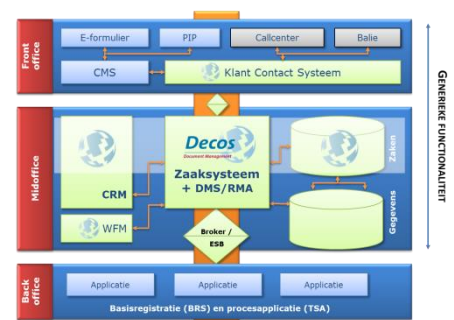 Front
office
E-formulier
PIP
Callcenter
Balie
CMS
Klant Contact Systeem
GENERIEKE FUNCTIONALITEIT
Midoffice
CRM
WFM
Decos
Document Management
Zaaksysteem
+ DMS/RMA
Broker /
ESB
Zaken
Gegevens
Back
office
Applicatie
Applicatie
Applicatie
Basisregistratie (BRS) en procesapplicatie (TSA)